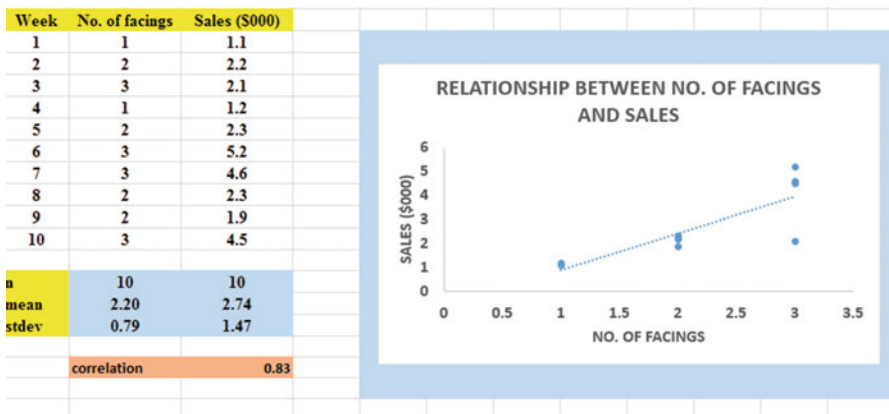 Week No. of facings Sales ($000)
1 1 1.1
2 2 2.2
3 3 2.1
4 1 1.2
5 2 2.3
6 3 5.2
7 3 4.6
8 2 2.3
9 2 1.9
10 3 4.5
n 10 10
mean 2.20 2.74
stdev 0.79 1.47
correlation 0.83
RELATIONSHIP BETWEEN NO. OF FACINGS
AND SALES
SALES ($000)
6
5
4
3
2
1
0
0 0.5 1 1.5 2 2.5 3 3.5
NO. OF FACINGS